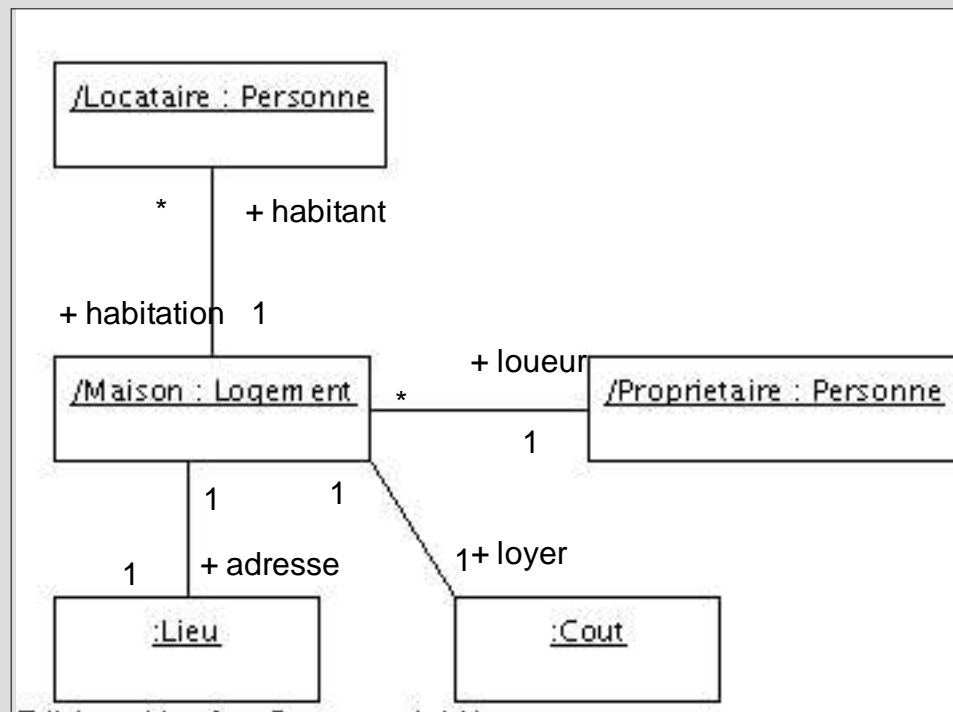 /Locataire : Personne
* + habitant
+ habitation 1
+ loueur
/Maison : Logement * /Proprietaire : Personne
1
1 1
1 + adresse 1 + loyer
:Lieu :Cout